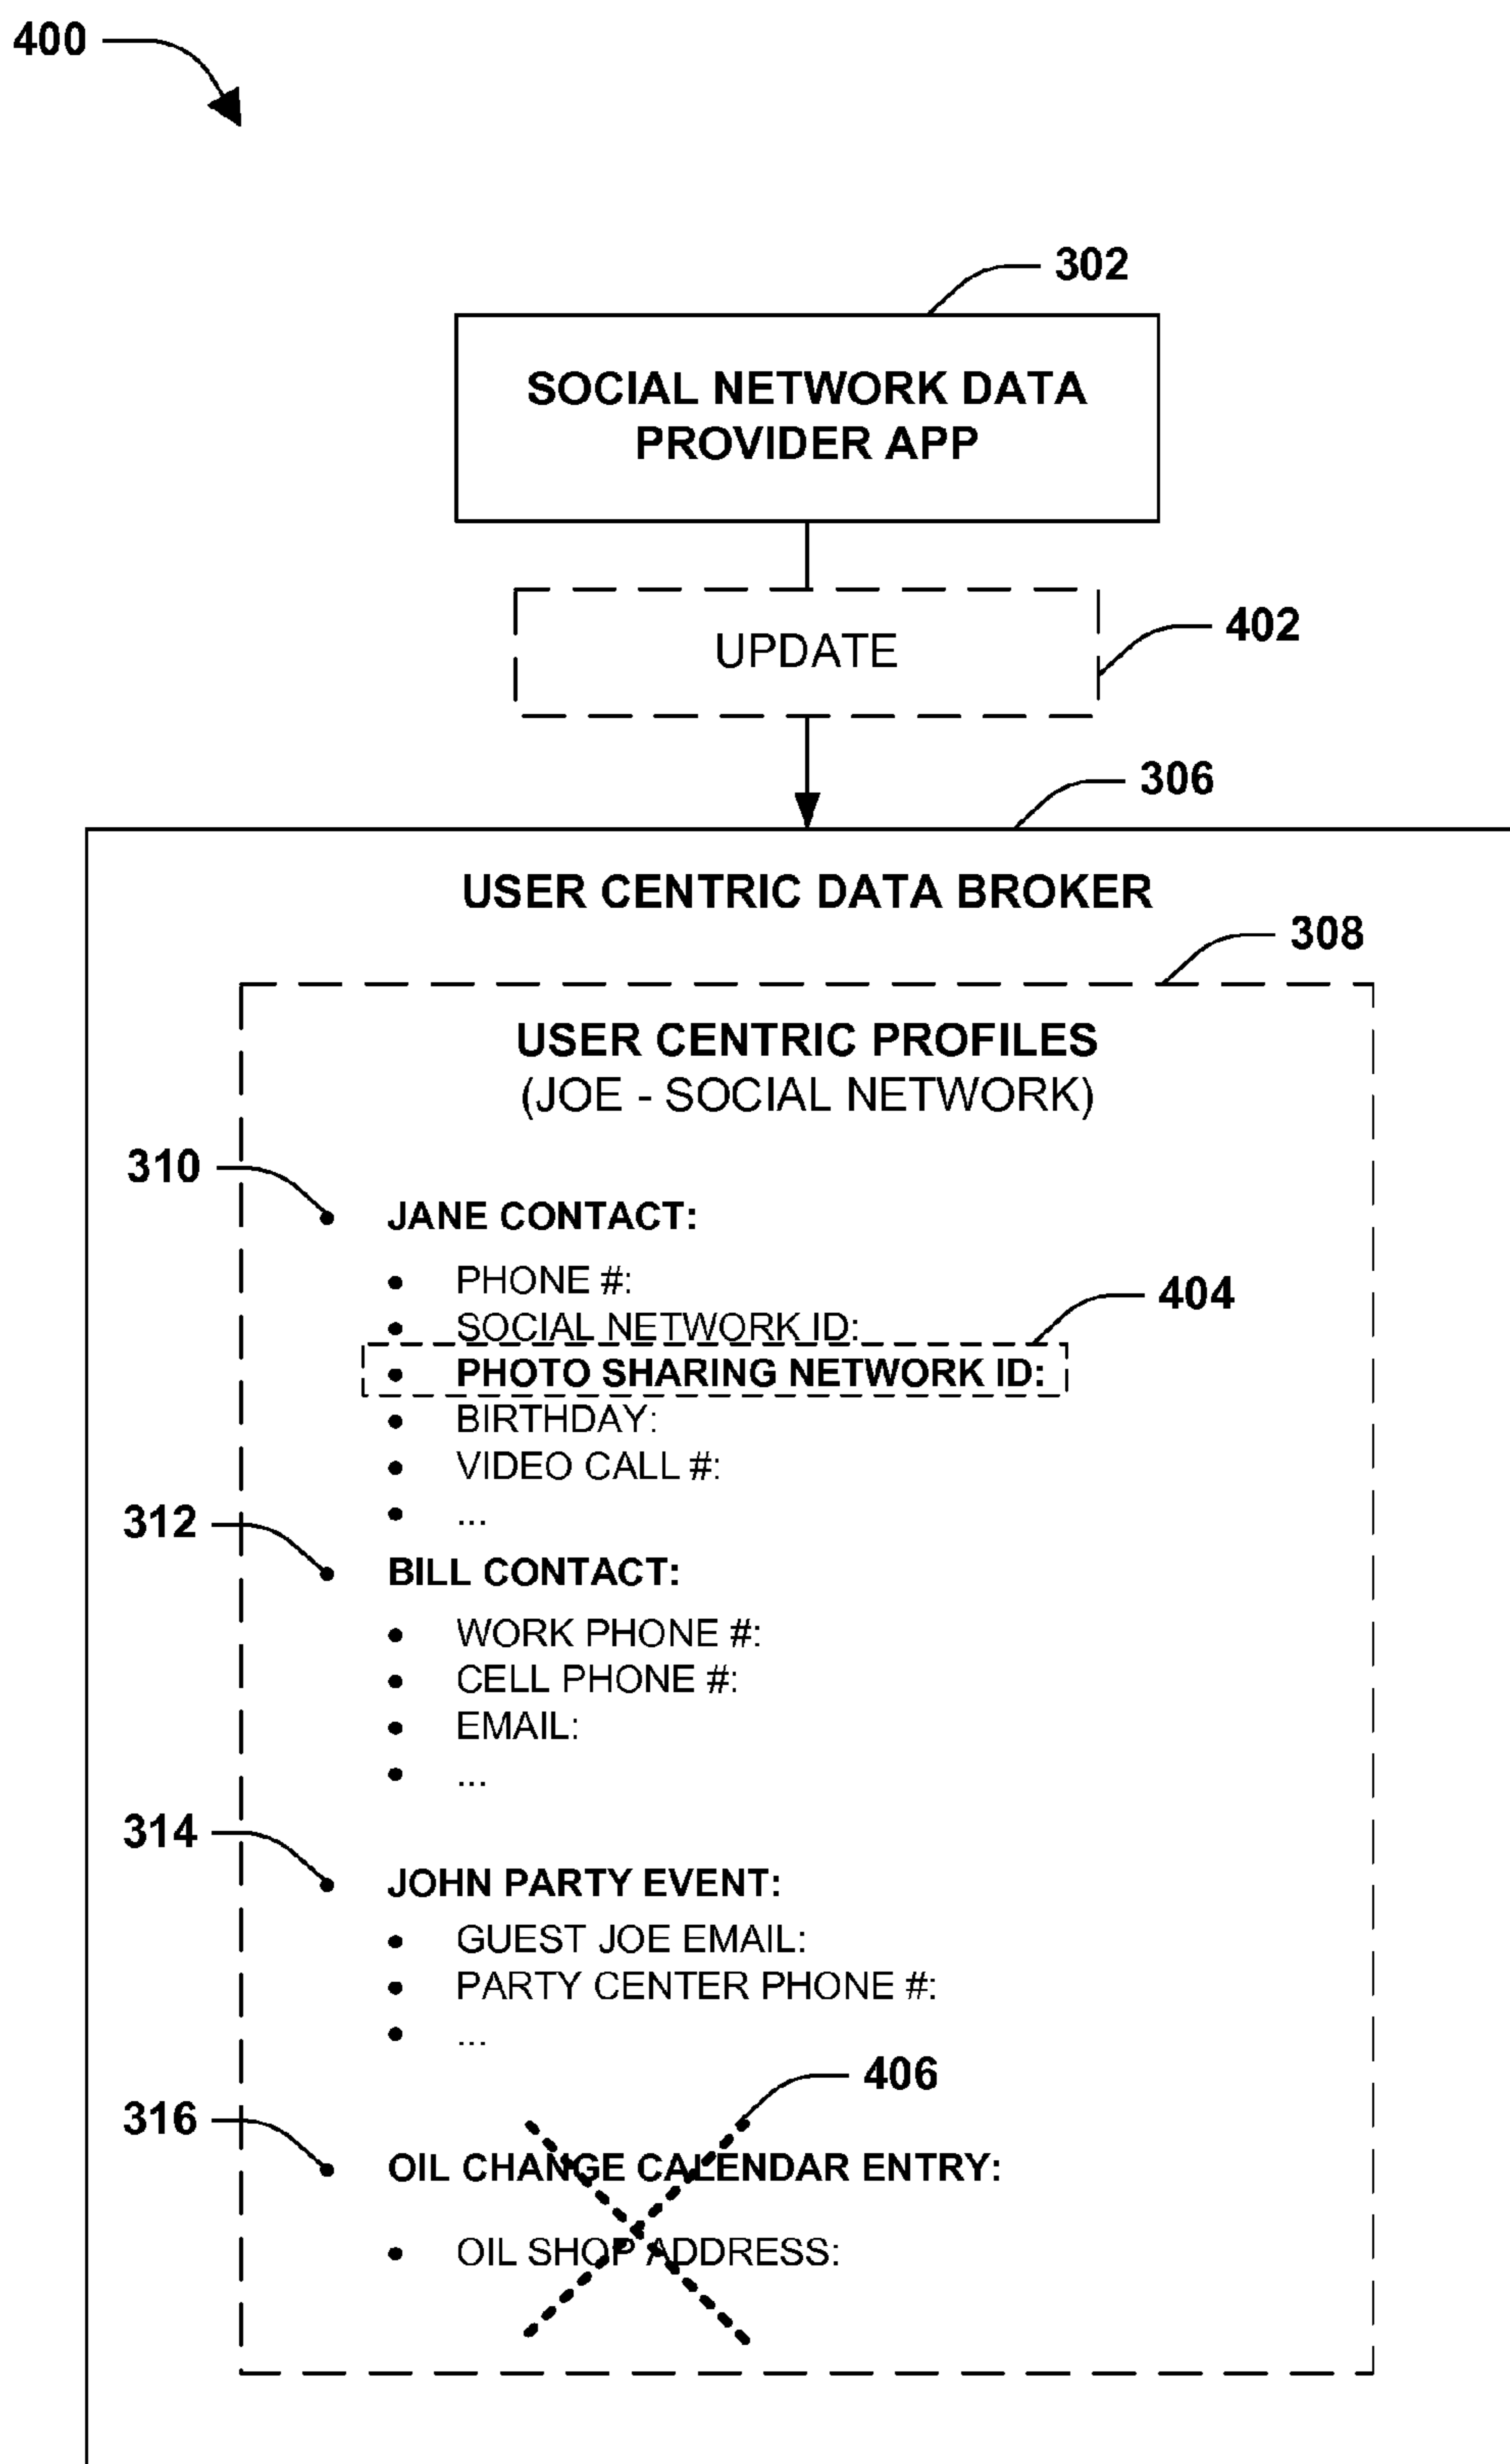 400
302
SOCIAL NETWORK DATA
PROVIDER APP
UPDATE
402
306
USER CENTRIC DATA BROKER
308
USER CENTRIC PROFILES
(JOE - SOCIAL NETWORK)
310
JANE CONTACT:
PHONE #:
404
SOCIAL NETWORK ID:
PHOTO SHARING NETWORK ID:
BIRTHDAY:
VIDEO CALL #:
...
312
BILL CONTACT:
WORK PHONE #:
CELL PHONE #:
EMAIL:
...
314
JOHN PARTY EVENT:
GUEST JOE EMAIL:
PARTY CENTER PHONE #:
...
406
316
OIL CHANGE CALENDAR ENTRY:
OIL SHOP ADDRESS: